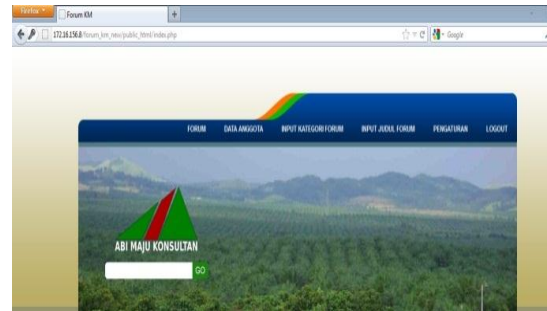 Firefox
Forum KM
172.16.156.8/forum_km_new/public_html/index.php
Google
FORUM DATA ANGGOTA INPUT KATEGORI FORUM INPUT JUDUL FORUM PENGATURAN LOGOUT
ABI MAJU KONSULTAN
GO